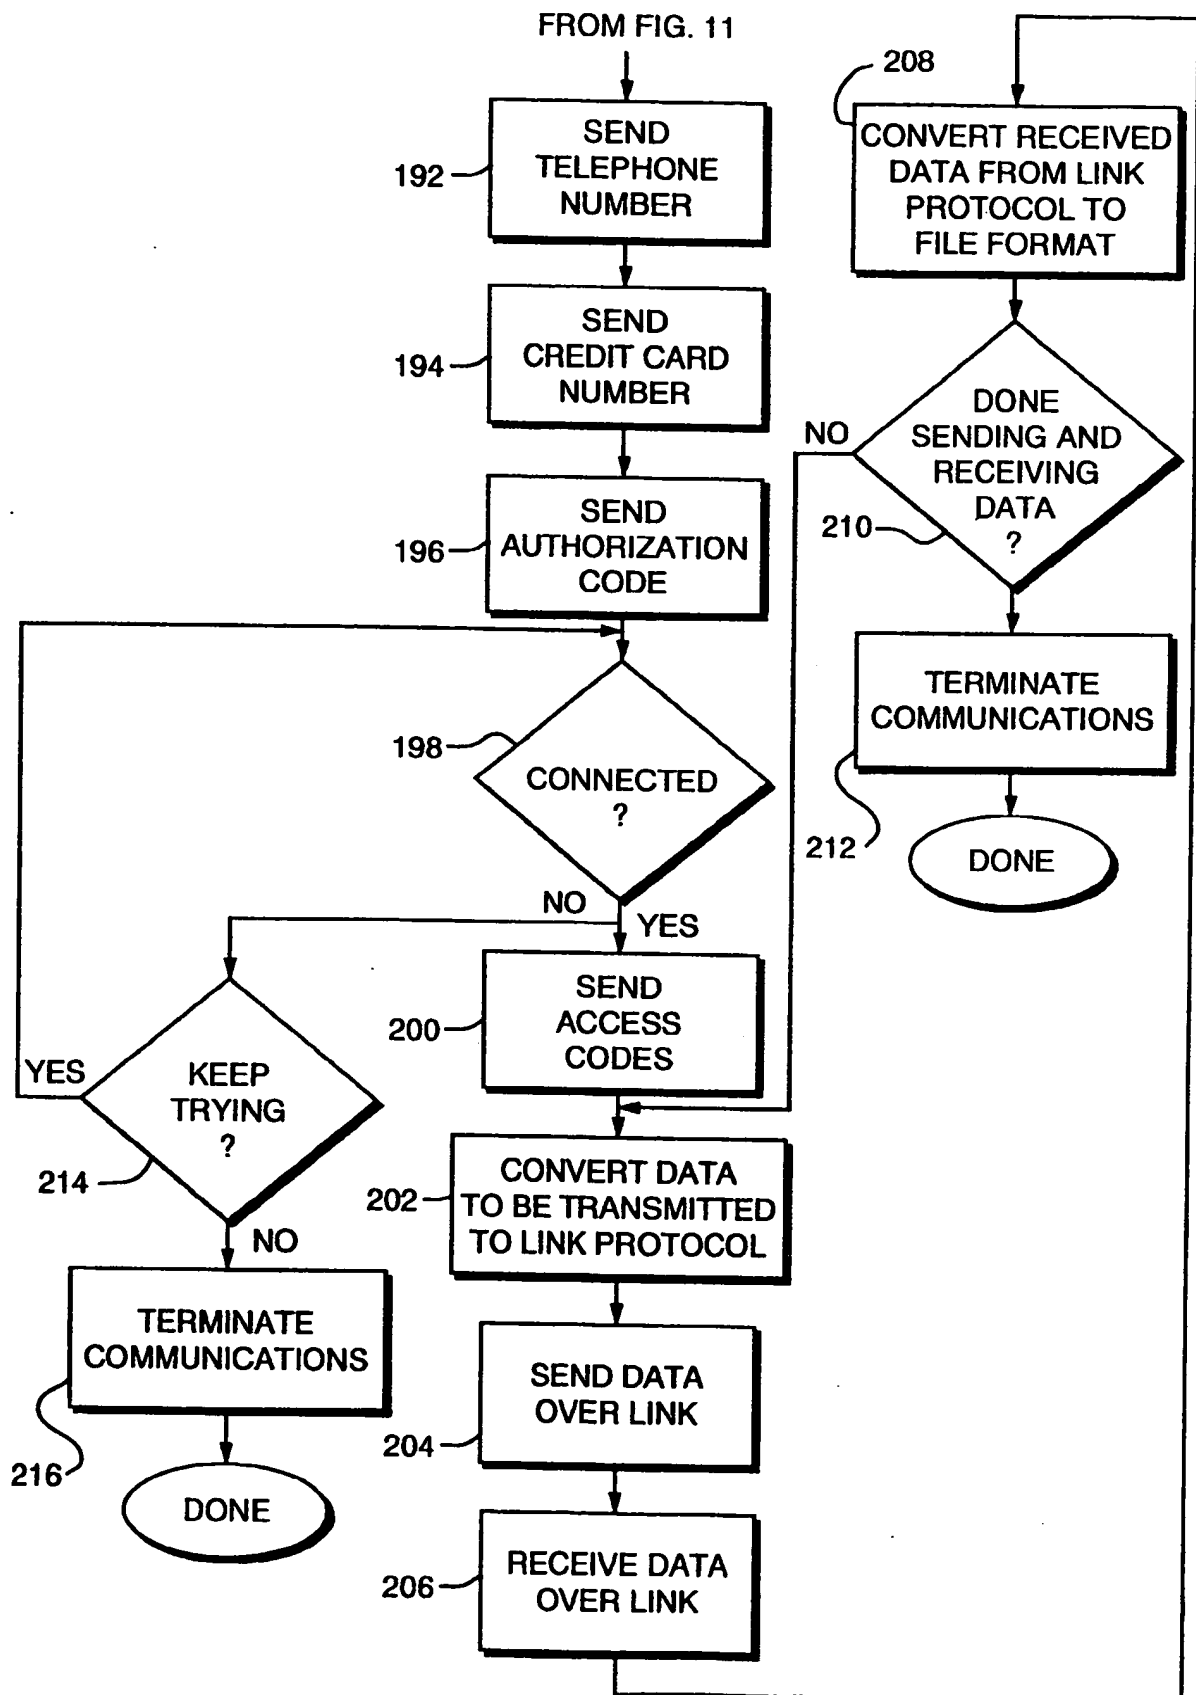 FROM FIG. 11
192
SEND
TELEPHONE
NUMBER
194
SEND
CREDIT CARD
NUMBER
196
SEND
AUTHORIZATION
CODE
198
CONNECTED
?
NO
YES
200
SEND
ACCESS
CODES
YES
KEEP
TRYING
?
214
NO
TERMINATE
COMMUNICATIONS
216
DONE
202
CONVERT DATA
TO BE TRANSMITTED
TO LINK PROTOCOL
204
SEND DATA
OVER LINK
206
RECEIVE DATA
OVER LINK
208
CONVERT RECEIVED
DATA FROM LINK
PROTOCOL TO
FILE FORMAT
NO
DONE
SENDING AND
RECEIVING
DATA
?
210
TERMINATE
COMMUNICATIONS
212
DONE